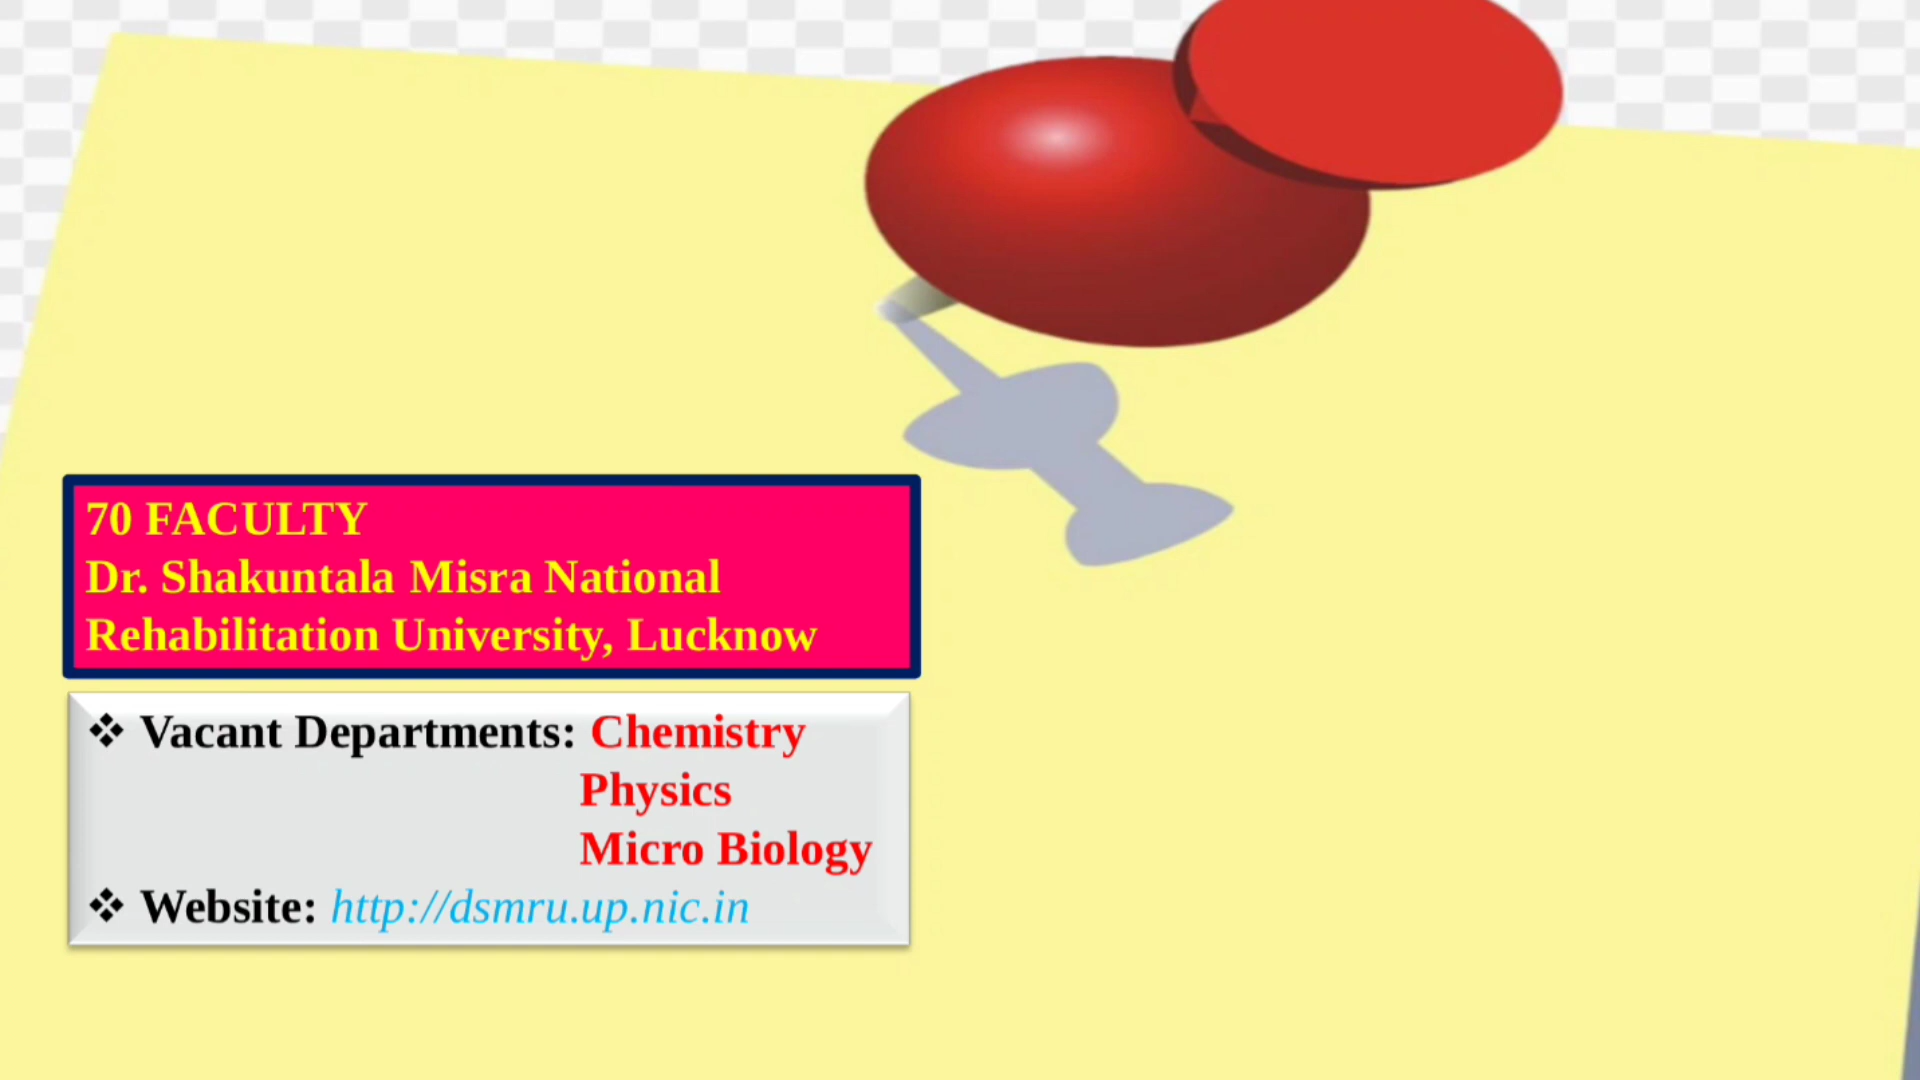 70 FACULTY
Dr. Shakuntala Misra National
Rehabilitation University, Lucknow
❖ Vacant Departments: Chemistry
Physics
Micro Biology
❖ Website: http://dsmru.up.nic.in